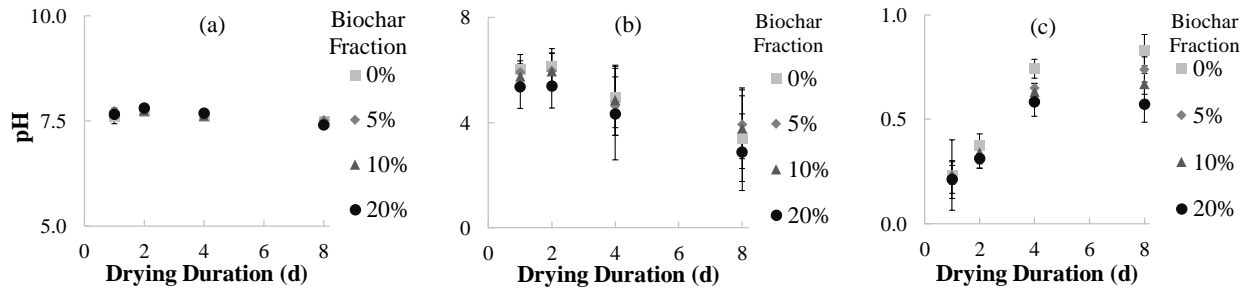 (a)
10.0
7.5
5.0
pH
0
2
4
6
8
Drying Duration (d)
Biochar
Fraction
0%
5%
10%
20%
(b)
8
4
0
0
2
4
6
8
Drying Duration (d)
Biochar
Fraction
0%
5%
10%
20%
(c)
1.0
0.5
0.0
0
2
4
6
8
Drying Duration (d)
Biochar
Fraction
0%
5%
10%
20%